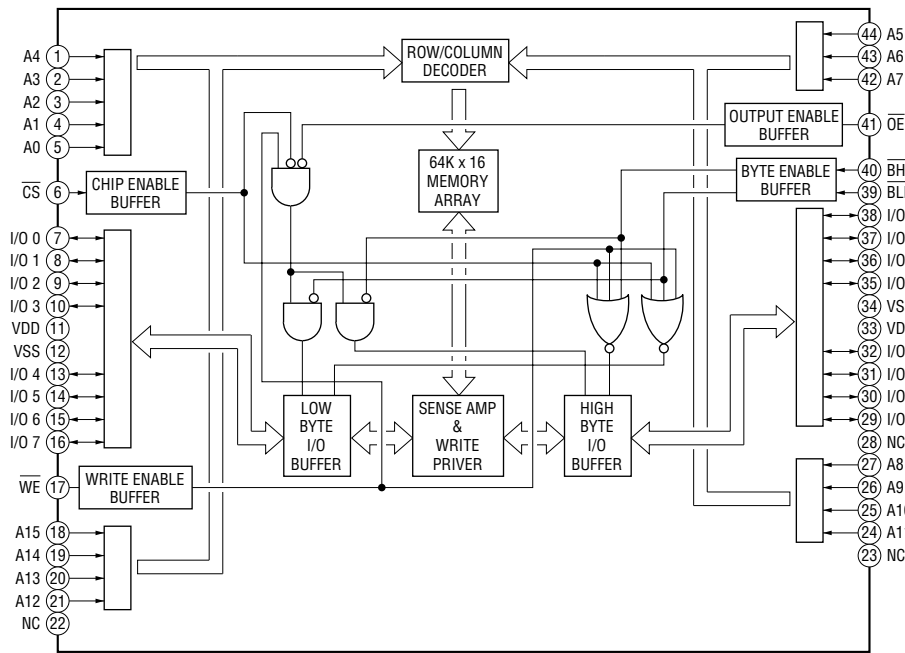 A4 1
A3 2
A2 3
A1 4
A0 5
CS 6
I/O 0 7
I/O 1 8
I/O 2 9
I/O 3 10
VDD 11
VSS 12
I/O 4 13
I/O 5 14
I/O 6 15
I/O 7 16
WE 17
A15 18
A14 19
A13 20
A12 21
NC 22
CHIP ENABLE
BUFFER
WRITE ENABLE
BUFFER
ROW/COLUMN
DECODER
64K x 16
MEMORY
ARRAY
LOW
BYTE
I/O
BUFFER
SENSE AMP
&
WRITE
PRIVER
HIGH
BYTE
I/O
BUFFER
OUTPUT ENABLE
BUFFER
BYTE ENABLE
BUFFER
44 A5
43 A6
42 A7
41 OE
40 BH
39 BL
38 I/O
37 I/O
36 I/O
35 I/O
34 VS
33 VD
32 I/O
31 I/O
30 I/O
29 I/O
28 NC
27 A8
26 A9
25 A10
24 A11
23 NC